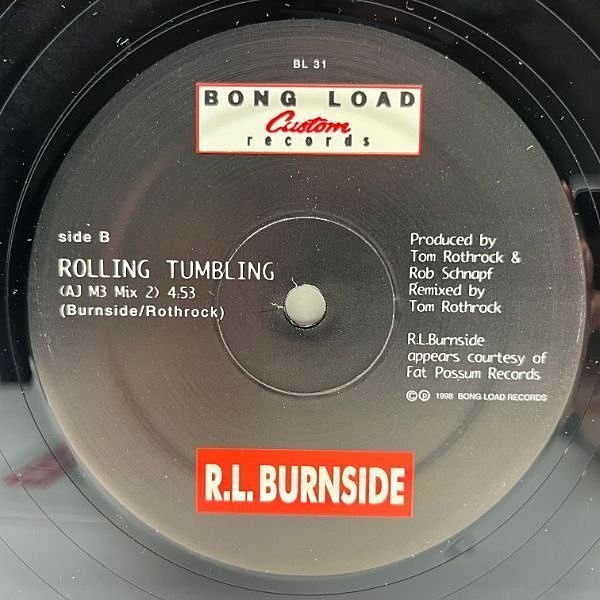 BL 31
BONG LOAD
Custom
records
side B
ROLLING TUMBLING
(AJ M3 Mix 2) 4:53
(Burnside/Rothrock)
Produced by
Tom Rothrock &
Rob Schnapf
Remixed by
Tom Rothrock
R.L.Burnside
appears courtesy of
Fat Possum Records
©℗ 1998 BONG LOAD RECORDS
R.L. BURNSIDE